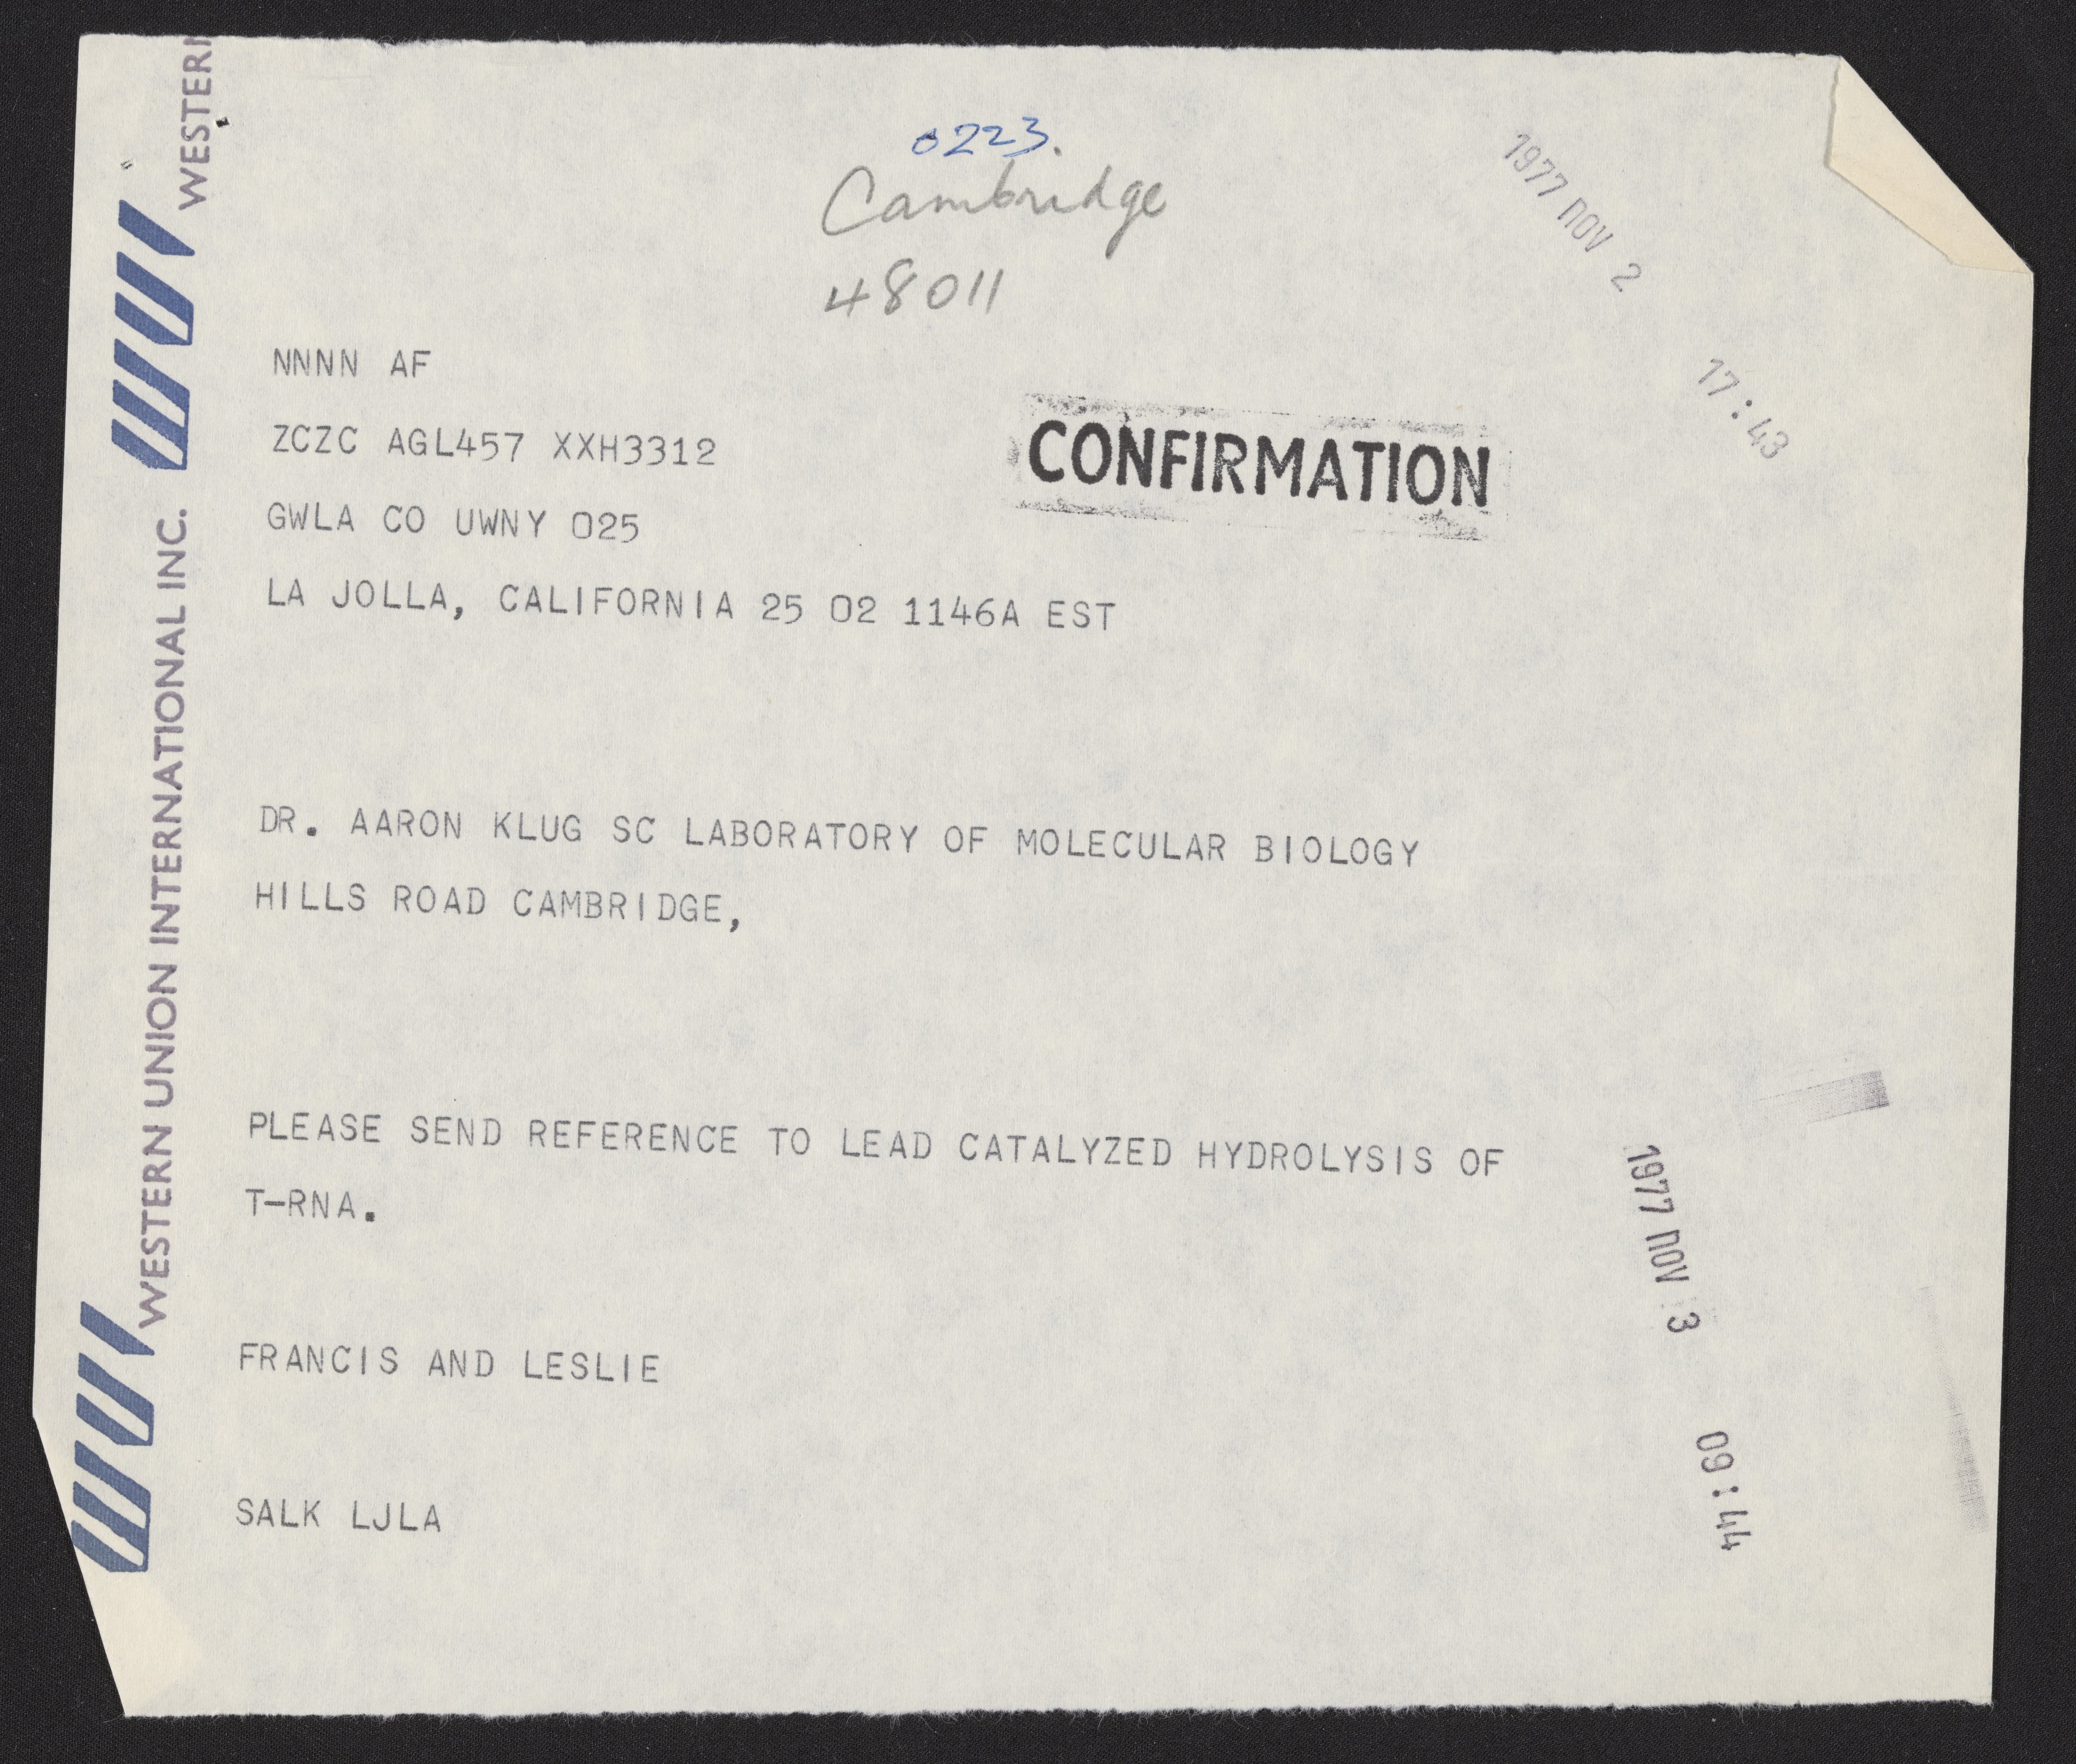 WESTERN
WESTERN UNION INTERNATIONAL INC.
0223.
Cambridge
48011
1977 NOV 2
17:43
NNNN AF
ZCZC AGL457 XXH3312
GWLA CO UWNY 025
LA JOLLA, CALIFORNIA 25 02 1146A EST
CONFIRMATION
DR. AARON KLUG SC LABORATORY OF MOLECULAR BIOLOGY
HILLS ROAD CAMBRIDGE,
PLEASE SEND REFERENCE TO LEAD CATALYZED HYDROLYSIS OF
T-RNA.
1977 NOV 3
09:44
FRANCIS AND LESLIE
SALK LJLA